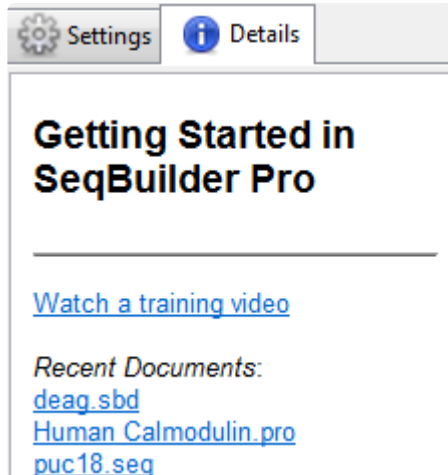 Settings
Details
Getting Started in
SeqBuilder Pro
Watch a training video
Recent Documents:
deag.sbd
Human Calmodulin.pro
puc18.seq